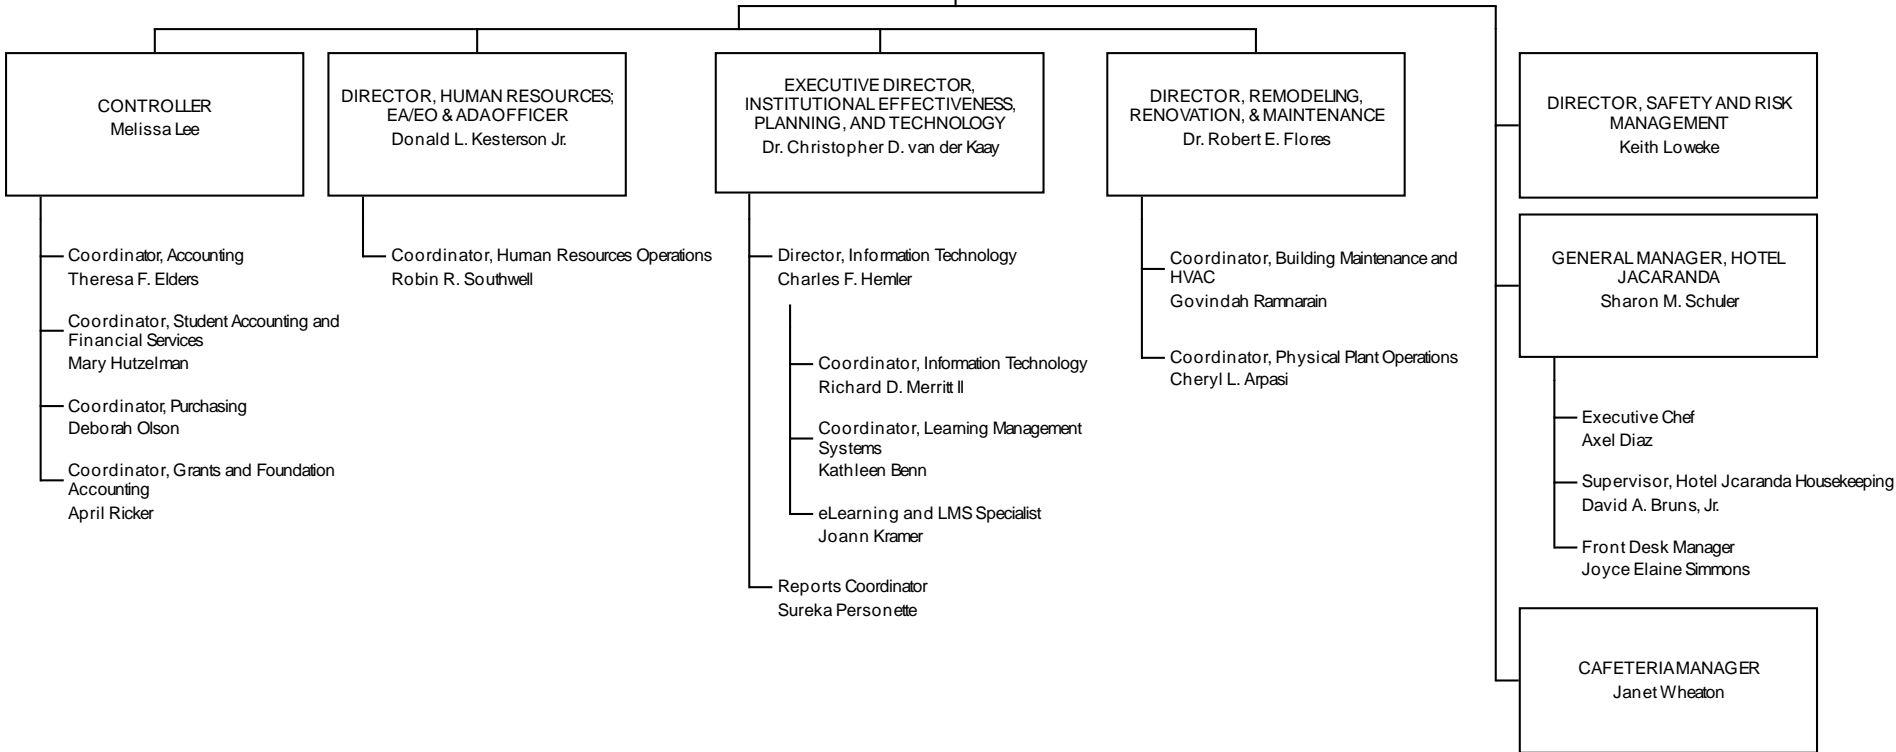 CONTROLLER
Melissa Lee
Coordinator, Accounting
Theresa F. Elders
Coordinator, Student Accounting and
Financial Services
Mary Hutzelman
Coordinator, Purchasing
Deborah Olson
Coordinator, Grants and Foundation
Accounting
April Ricker
DIRECTOR, HUMAN RESOURCES;
EA/EO & ADA OFFICER
Donald L. Kesterson Jr.
Coordinator, Human Resources Operations
Robin R. Southwell
EXECUTIVE DIRECTOR,
INSTITUTIONAL EFFECTIVENESS,
PLANNING, AND TECHNOLOGY
Dr. Christopher D. van der Kaay
Director, Information Technology
Charles F. Hemler
Coordinator, Information Technology
Richard D. Merritt II
Coordinator, Learning Management
Systems
Kathleen Benn
eLearning and LMS Specialist
Joann Kramer
Reports Coordinator
Sureka Personette
DIRECTOR, REMODELING,
RENOVATION, & MAINTENANCE
Dr. Robert E. Flores
Coordinator, Building Maintenance and
HVAC
Govindah Ramnarain
Coordinator, Physical Plant Operations
Cheryl L. Arpasi
DIRECTOR, SAFETY AND RISK
MANAGEMENT
Keith Loweke
GENERAL MANAGER, HOTEL
JACARANDA
Sharon M. Schuler
Executive Chef
Axel Diaz
Supervisor, Hotel Jcaranda Housekeeping
David A. Bruns, Jr.
Front Desk Manager
Joyce Elaine Simmons
CAFETERIA MANAGER
Janet Wheaton